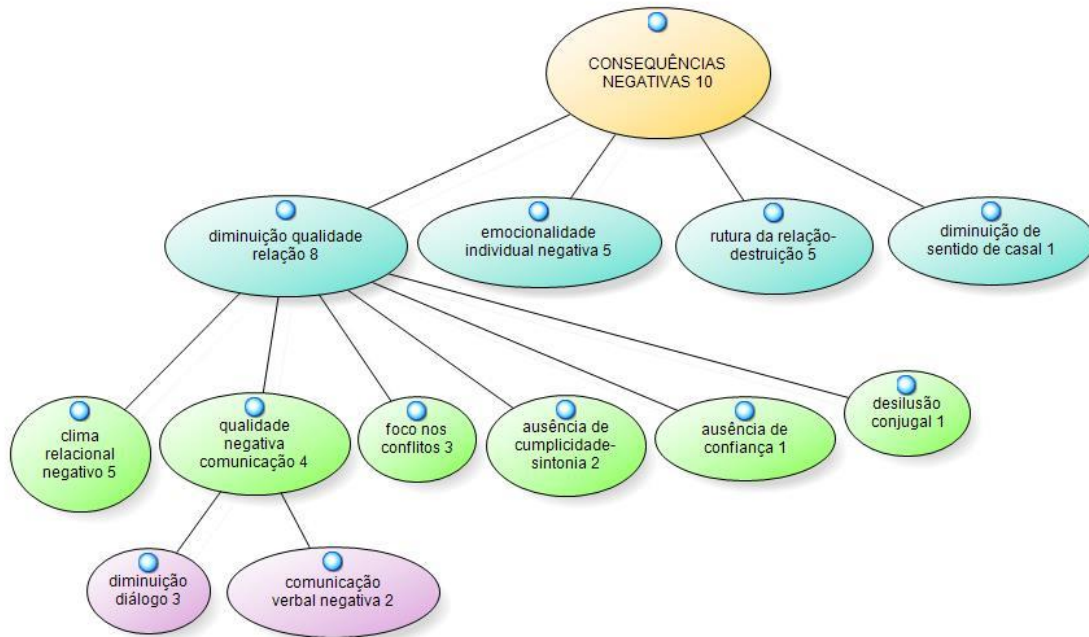 CONSEQUÊNCIAS
NEGATIVAS 10
diminuição qualidade
relação 8
emocionalidade
individual negativa 5
rutura da relação-
destruição 5
diminuição de
sentido de casal 1
clima
relacional
negativo 5
qualidade
negativa
comunicação 4
foco nos
conflitos 3
ausência de
cumplicidade-
sintonia 2
ausência de
confiança 1
desilusão
conjugal 1
diminuição
diálogo 3
comunicação
verbal negativa 2